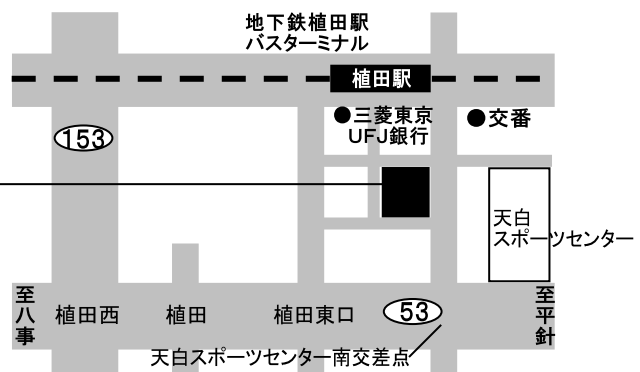 地下鉄植田駅
バスターミナル
植田駅
●三菱東京
UFJ銀行
●交番
153
天白
スポーツセンター
至八事
植田西
植田
植田東口
53
至平針
天白スポーツセンター南交差点